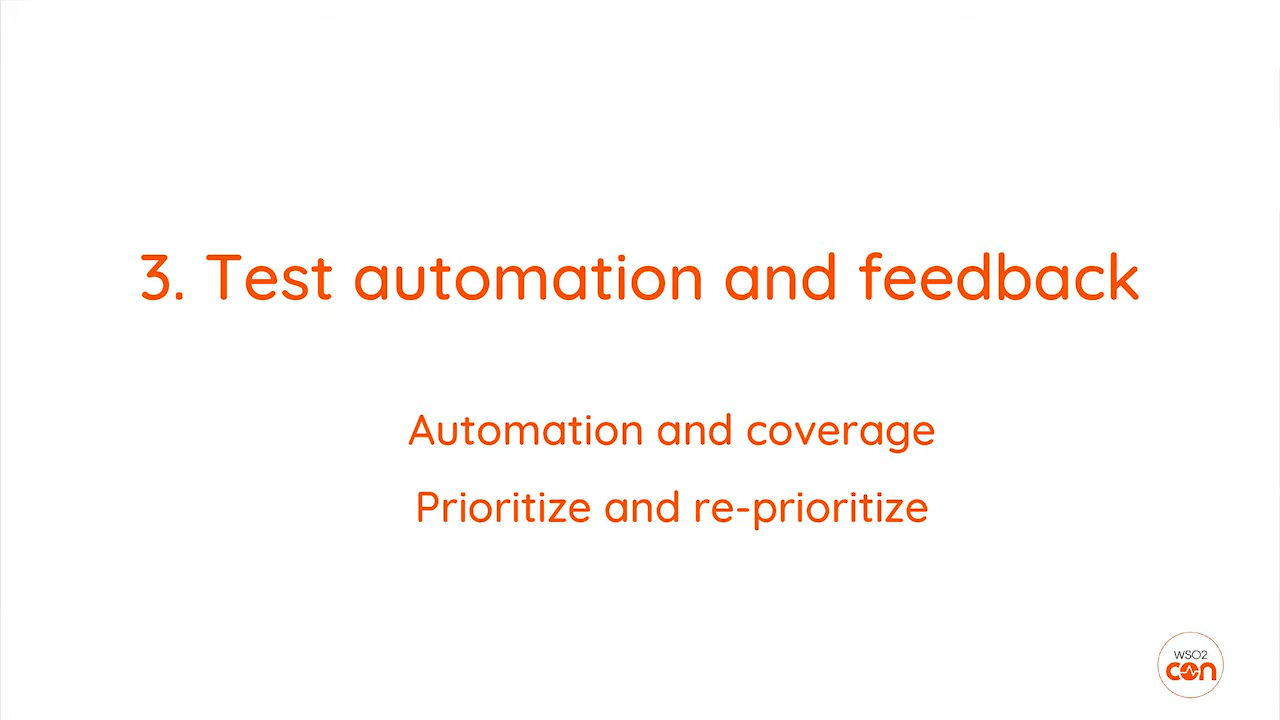 3. Test automation and feedback
Automation and coverage
Prioritize and re-prioritize
WSO2
con